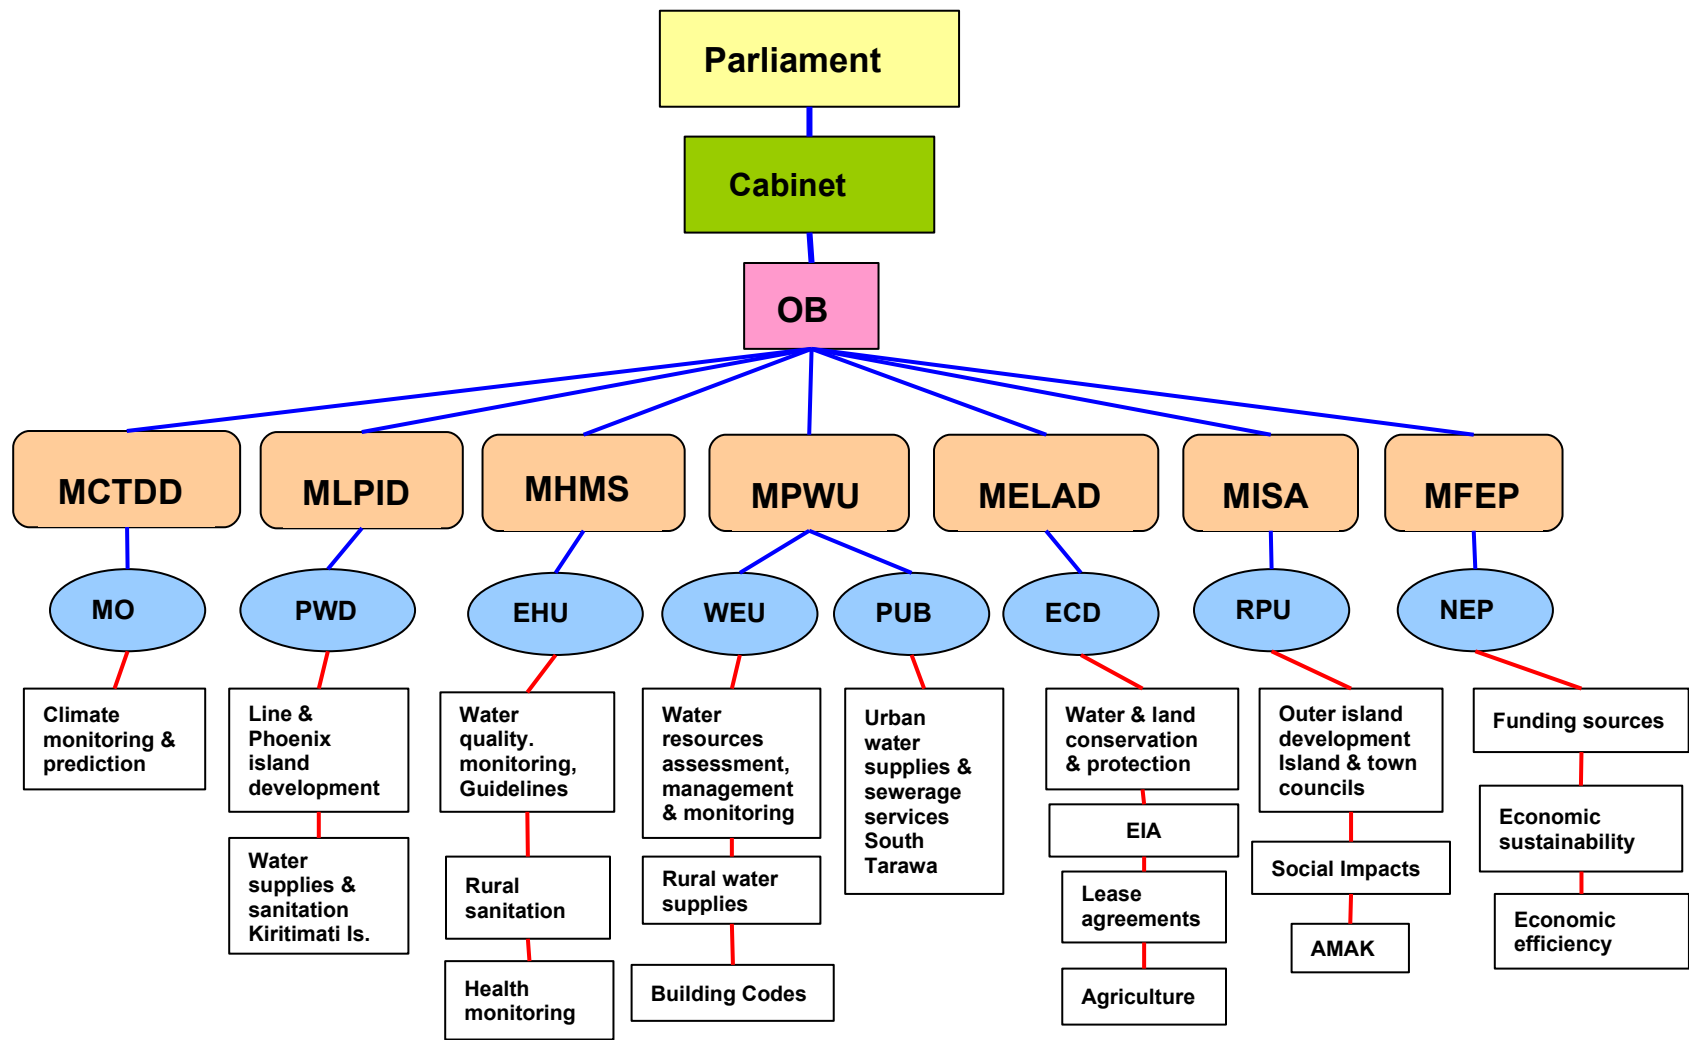 Parliament
Cabinet
OB
MCTDD
MLPID
MHMS
MPWU
MELAD
MISA
MFEP
MO
PWD
EHU
WEU
PUB
ECD
RPU
NEP
Climate
monitoring &
prediction
Line &
Phoenix
island
development
Water
supplies &
sanitation
Kiritimati Is.
Water
quality.
monitoring,
Guidelines
Rural
sanitation
Health
monitoring
Water
resources
assessment,
management
& monitoring
Rural water
supplies
Building Codes
Urban
water
supplies &
sewerage
services
South
Tarawa
Water & land
conservation
& protection
EIA
Lease
agreements
Agriculture
Outer island
development
Island & town
councils
Social Impacts
AMAK
Funding sources
Economic
sustainability
Economic
efficiency